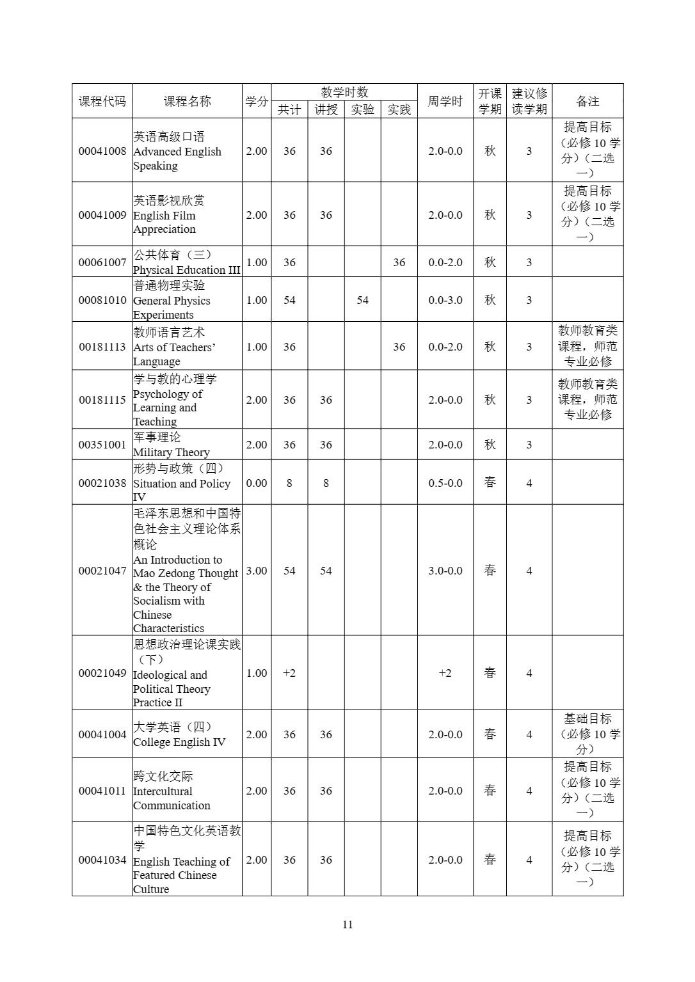 课程代码 课程名称 学分 教学时数 周学时 开课学期 建议修读学期 备注
共计 讲授 实验 实践
00041008 英语高级口语 Advanced English Speaking 2.00 36 36 2.0-0.0 秋 3 提高目标（必修 10 学分）（二选一）
00041009 英语影视欣赏 English Film Appreciation 2.00 36 36 2.0-0.0 秋 3 提高目标（必修 10 学分）（二选一）
00061007 公共体育（三） Physical Education III 1.00 36 36 0.0-2.0 秋 3
00081010 普通物理实验 General Physics Experiments 1.00 54 54 0.0-3.0 秋 3
00181113 教师语言艺术 Arts of Teachers’ Language 1.00 36 36 0.0-2.0 秋 3 教师教育类课程，师范专业必修
00181115 学与教的心理学 Psychology of Learning and Teaching 2.00 36 36 2.0-0.0 秋 3 教师教育类课程，师范专业必修
00351001 军事理论 Military Theory 2.00 36 36 2.0-0.0 秋 3
00021038 形势与政策（四） Situation and Policy IV 0.00 8 8 0.5-0.0 春 4
00021047 毛泽东思想和中国特色社会主义理论体系概论 An Introduction to Mao Zedong Thought & the Theory of Socialism with Chinese Characteristics 3.00 54 54 3.0-0.0 春 4
00021049 思想政治理论课实践（下） Ideological and Political Theory Practice II 1.00 +2 +2 春 4
00041004 大学英语（四） College English IV 2.00 36 36 2.0-0.0 春 4 基础目标（必修 10 学分）
00041011 跨文化交际 Intercultural Communication 2.00 36 36 2.0-0.0 春 4 提高目标（必修 10 学分）（二选一）
00041034 中国特色文化英语教学 English Teaching of Featured Chinese Culture 2.00 36 36 2.0-0.0 春 4 提高目标（必修 10 学分）（二选一）
11